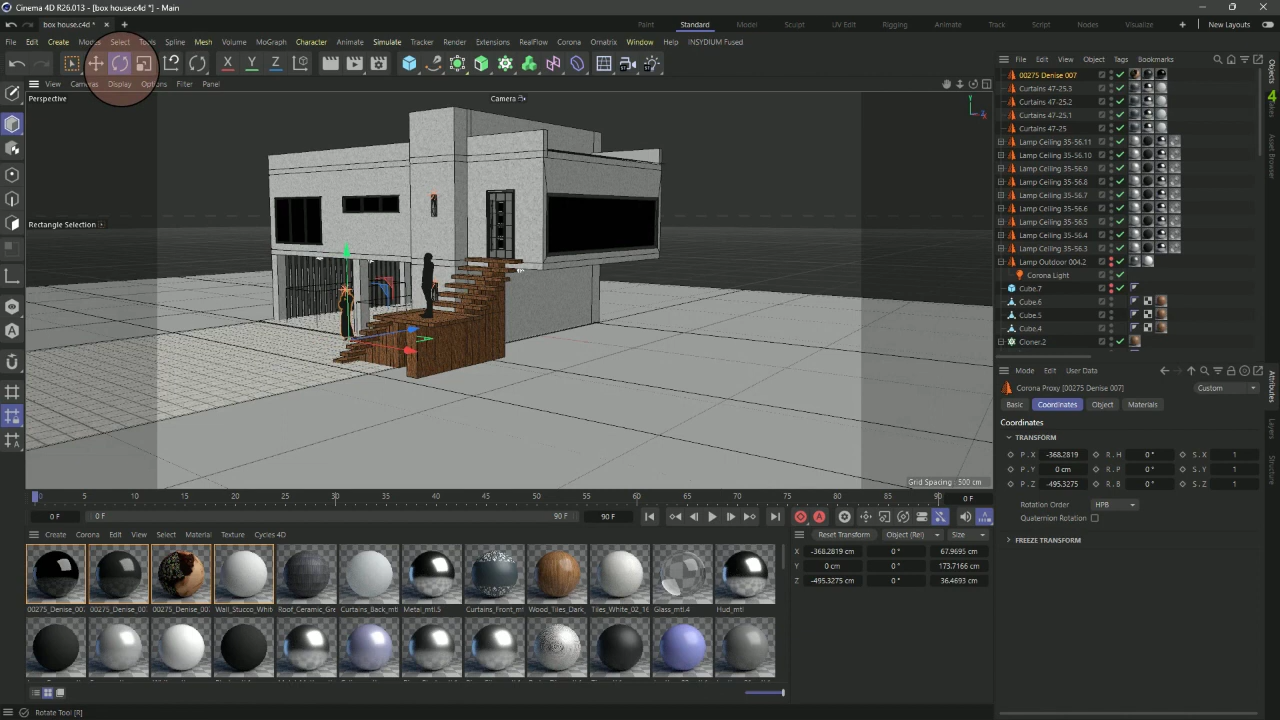 Cinema 4D R26.013 - [box house.c4d *] - Main
box house.c4d *
Paint Standard Model Sculpt UV Edit Rigging Animate Track Script Nodes Visualize New Layouts
File Edit Create Select Tools Spline Mesh Volume MoGraph Character Animate Simulate Tracker Render Extensions RealFlow Corona Ornatrix Window Help INSYDIUM Fused
File Edit View Object Tags Bookmarks
View Cameras Display Options Filter Panel
Perspective
Camera
Rectangle Selection
Grid Spacing : 500 cm
00275 Denise 007
Curtains 47-25.3
Curtains 47-25.2
Curtains 47-25.1
Curtains 47-25
Lamp Ceiling 35-56.11
Lamp Ceiling 35-56.10
Lamp Ceiling 35-56.9
Lamp Ceiling 35-56.8
Lamp Ceiling 35-56.7
Lamp Ceiling 35-56.6
Lamp Ceiling 35-56.5
Lamp Ceiling 35-56.4
Lamp Ceiling 35-56.3
Lamp Outdoor 004.2
Corona Light
Cube.7
Cube.6
Cube.5
Cube.4
Cloner.2
Objects
4
Asset Browser
Mode Edit User Data
Corona Proxy [00275 Denise 007]
Custom
Basic Coordinates Object Materials
Coordinates
TRANSFORM
P . X -368.2819 R . H 0 ° S . X 1
P . Y 0 cm R . P 0 ° S . Y 1
P . Z -495.3275 R . B 0 ° S . Z 1
Rotation Order HPB
Quaternion Rotation
FREEZE TRANSFORM
Attributes
Layers
Structure
0 5 10 15 20 25 30 35 40 45 50 55 60 65 70 75 80 85 90 0 F
0 F 0 F 90 F 90 F
Create Corona Edit View Select Material Texture Cycles 4D
Reset Transform Object (Rel) Size
X -368.2819 cm 0 ° 67.9695 cm
Y 0 cm 0 ° 173.7166 cm
Z -495.3275 cm 0 ° 36.4693 cm
00275_Denise_007 00275_Denise_007 00275_Denise_007 Wall_Stucco_White Roof_Ceramic_Gre Curtains_Back_mtl Metal_mtl.5 Curtains_Front_mt Wood_Tiles_Dark_ Tiles_White_02_16 Glass_mtl.4 Hud_mtl
Rotate Tool [R]